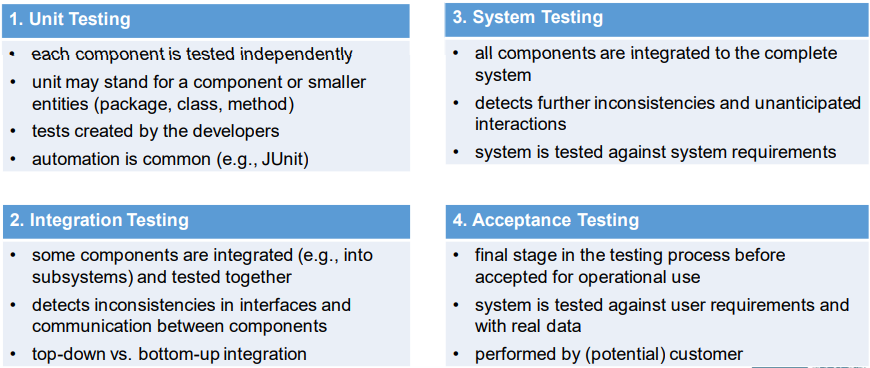 1. Unit Testing
• each component is tested independently
• unit may stand for a component or smaller
entities (package, class, method)
• tests created by the developers
• automation is common (e.g., JUnit)
2. Integration Testing
• some components are integrated (e.g., into
subsystems) and tested together
• detects inconsistencies in interfaces and
communication between components
• top-down vs. bottom-up integration
3. System Testing
• all components are integrated to the complete
system
• detects further inconsistencies and unanticipated
interactions
• system is tested against system requirements
4. Acceptance Testing
• final stage in the testing process before
accepted for operational use
• system is tested against user requirements and
with real data
• performed by (potential) customer